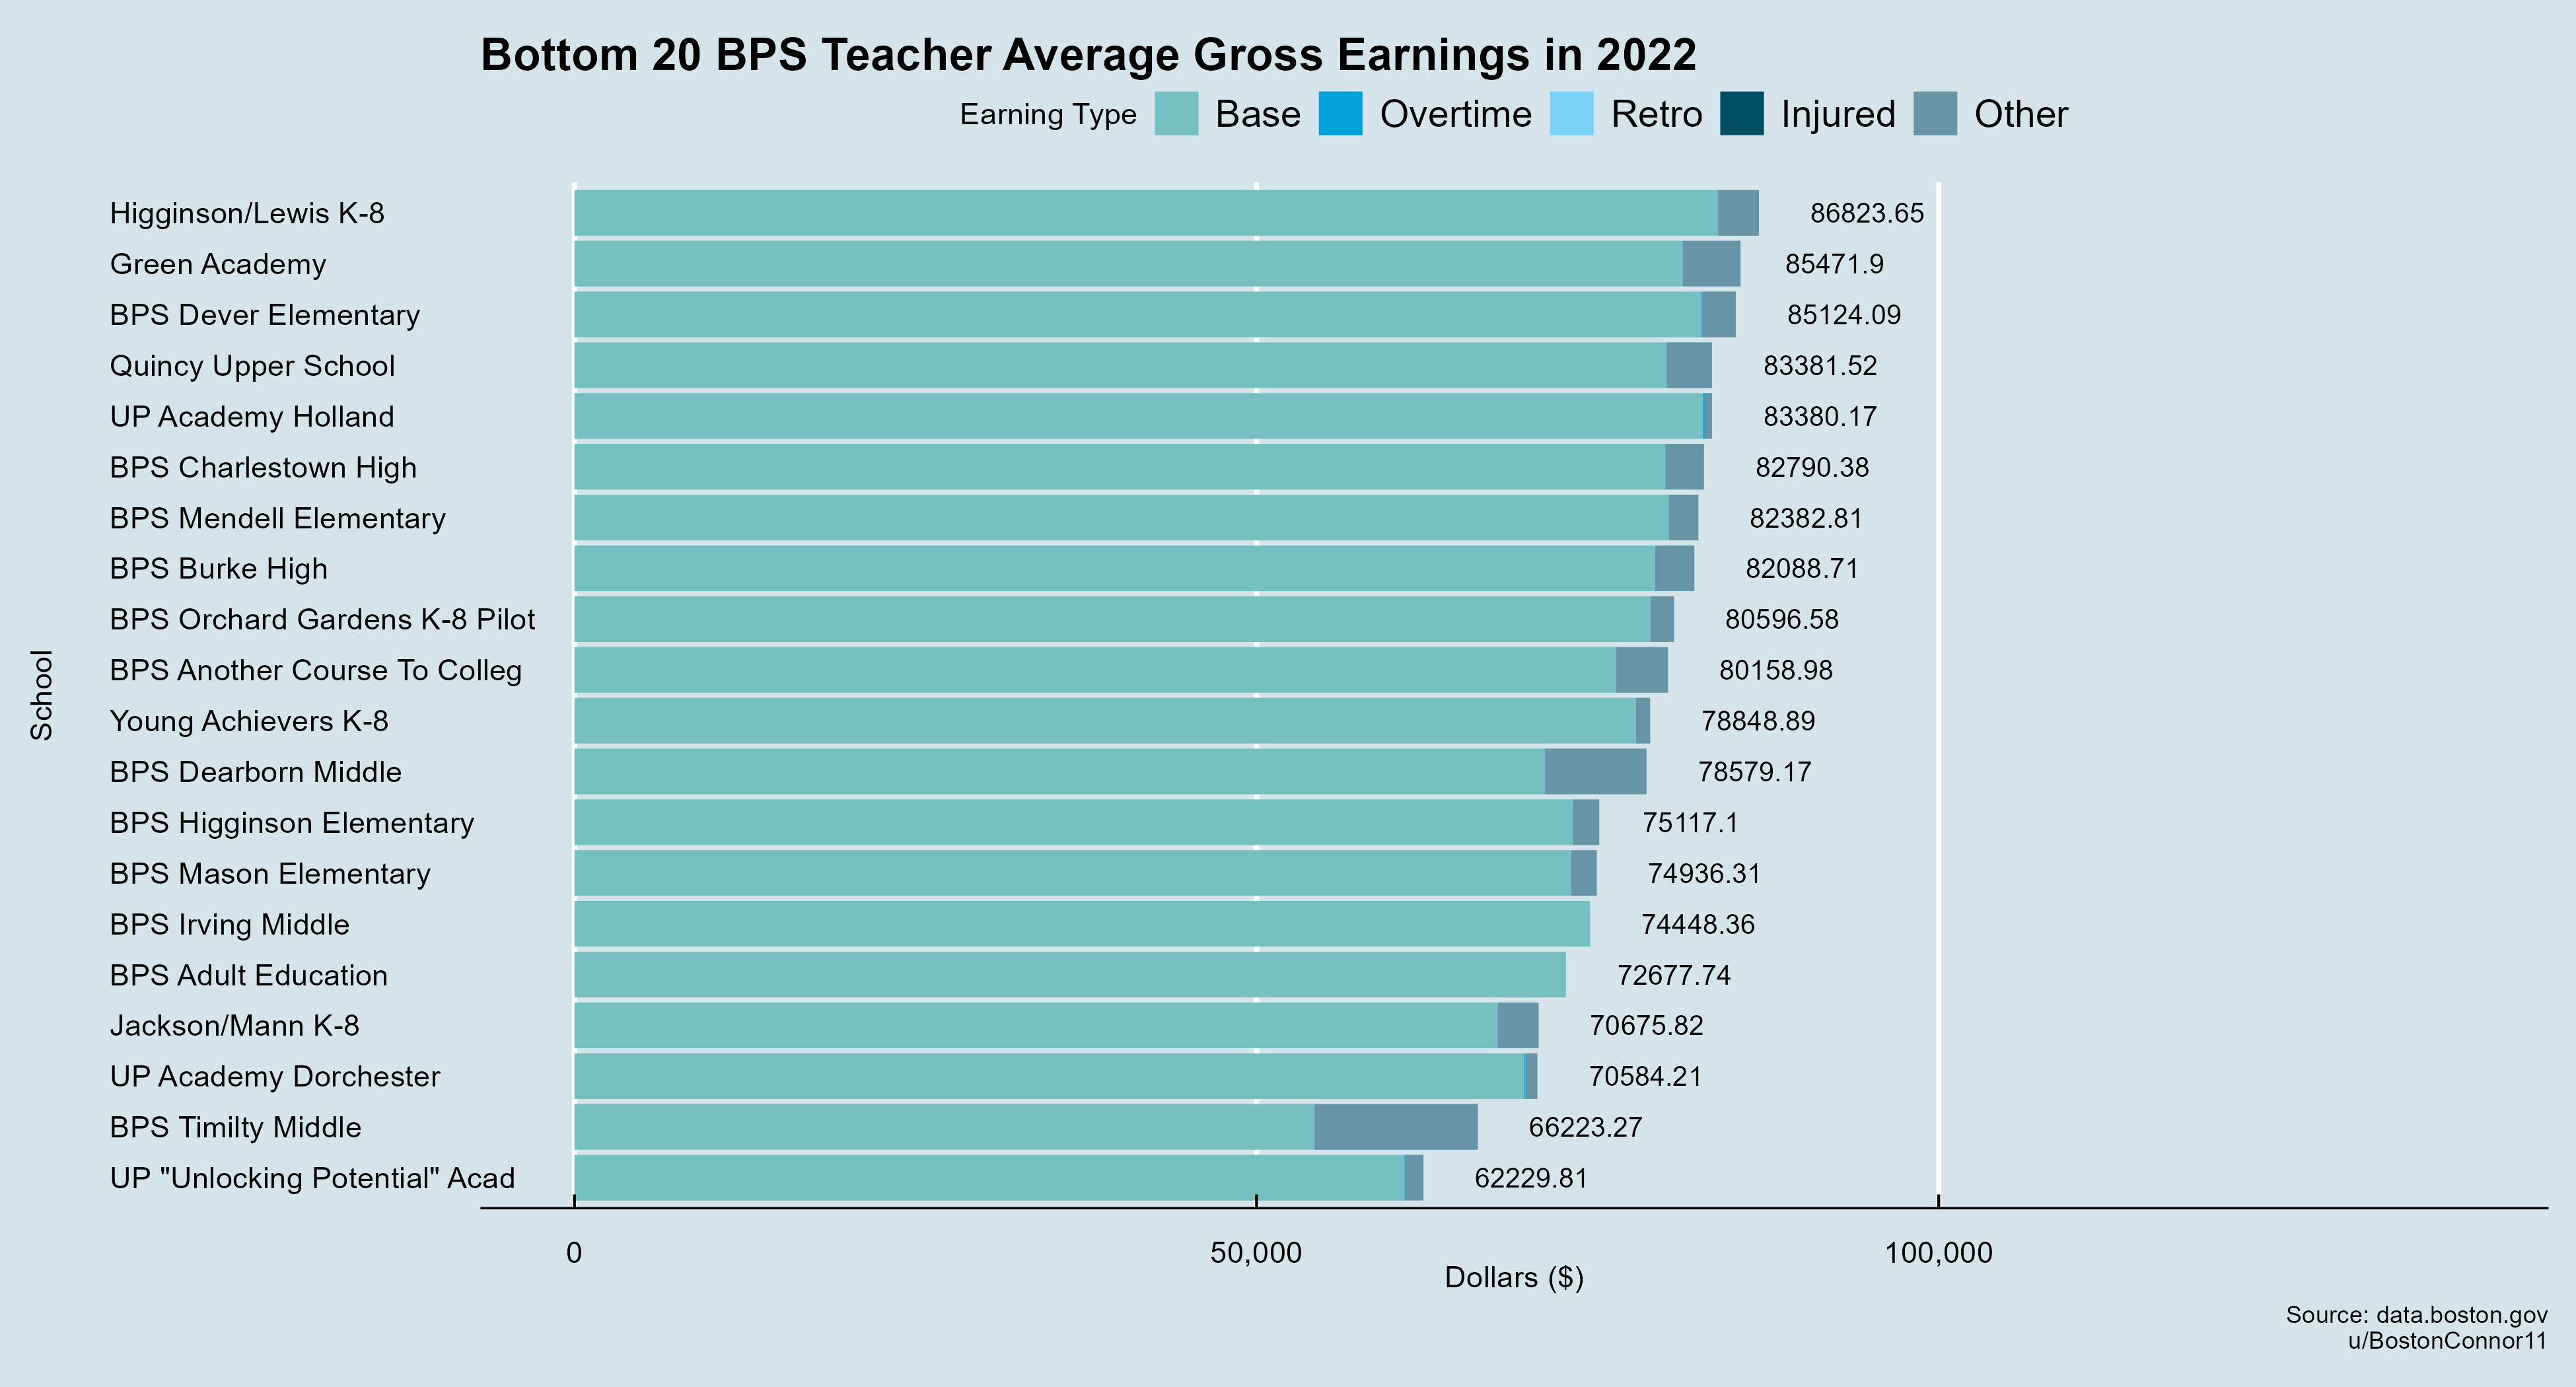 Bottom 20 BPS Teacher Average Gross Earnings in 2022
Earning Type Base Overtime Retro Injured Other
School
Higginson/Lewis K-8 86823.65
Green Academy 85471.9
BPS Dever Elementary 85124.09
Quincy Upper School 83381.52
UP Academy Holland 83380.17
BPS Charlestown High 82790.38
BPS Mendell Elementary 82382.81
BPS Burke High 82088.71
BPS Orchard Gardens K-8 Pilot 80596.58
BPS Another Course To Colleg 80158.98
Young Achievers K-8 78848.89
BPS Dearborn Middle 78579.17
BPS Higginson Elementary 75117.1
BPS Mason Elementary 74936.31
BPS Irving Middle 74448.36
BPS Adult Education 72677.74
Jackson/Mann K-8 70675.82
UP Academy Dorchester 70584.21
BPS Timilty Middle 66223.27
UP "Unlocking Potential" Acad 62229.81
0 50,000 100,000
Dollars ($)
Source: data.boston.gov
u/BostonConnor11